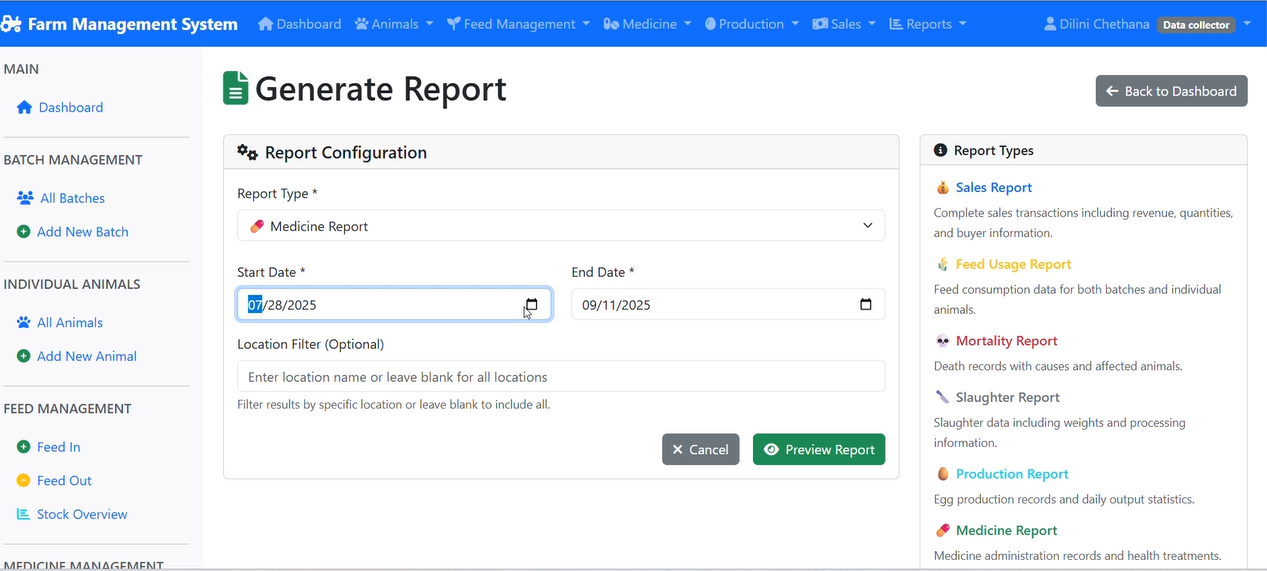 Farm Management System Dashboard Animals Feed Management Medicine Production Sales Reports Dilini Chethana Data collector
MAIN
Dashboard
BATCH MANAGEMENT
All Batches
Add New Batch
INDIVIDUAL ANIMALS
All Animals
Add New Animal
FEED MANAGEMENT
Feed In
Feed Out
Stock Overview
MEDICINE MANAGEMENT
Generate Report
Back to Dashboard
Report Configuration
Report Type *
Medicine Report
Start Date * End Date *
07/28/2025 09/11/2025
Location Filter (Optional)
Enter location name or leave blank for all locations
Filter results by specific location or leave blank to include all.
Cancel Preview Report
Report Types
Sales Report
Complete sales transactions including revenue, quantities,
and buyer information.
Feed Usage Report
Feed consumption data for both batches and individual
animals.
Mortality Report
Death records with causes and affected animals.
Slaughter Report
Slaughter data including weights and processing
information.
Production Report
Egg production records and daily output statistics.
Medicine Report
Medicine administration records and health treatments.